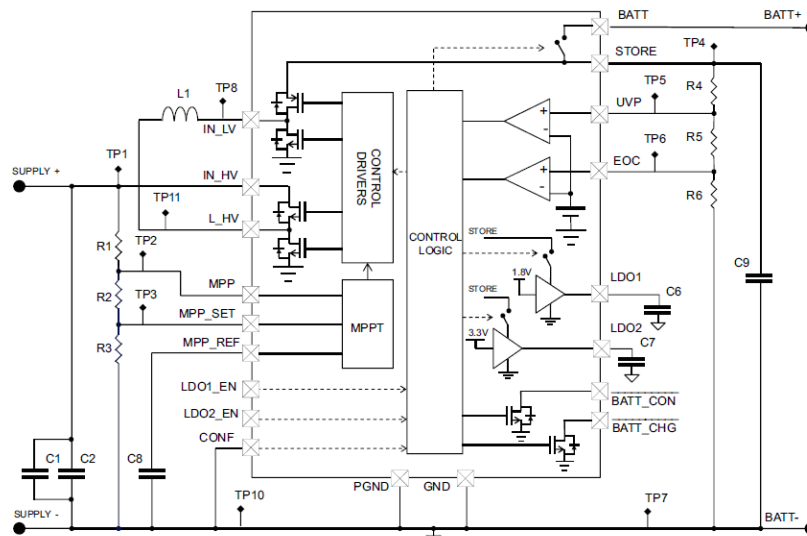 BATT
BATT+
TP4
STORE
L1
TP8
TP5
R4
UVP
IN_LV
TP1
TP6
R5
EOC
SUPPLY +
IN_HV
TP11
CONTROL
DRIVERS
R6
L_HV
R1
TP2
CONTROL
LOGIC
STORE
C9
MPP
1.8V
LDO1
C6
R2
TP3
STORE
MPP_SET
MPPT
LDO2
R3
MPP_REF
3.3V
C7
LDO1_EN
BATT_CON
LDO2_EN
BATT_CHG
CONF
C1
C2
C8
PGND
GND
TP10
TP7
SUPPLY -
BATT-
+
-
+
-